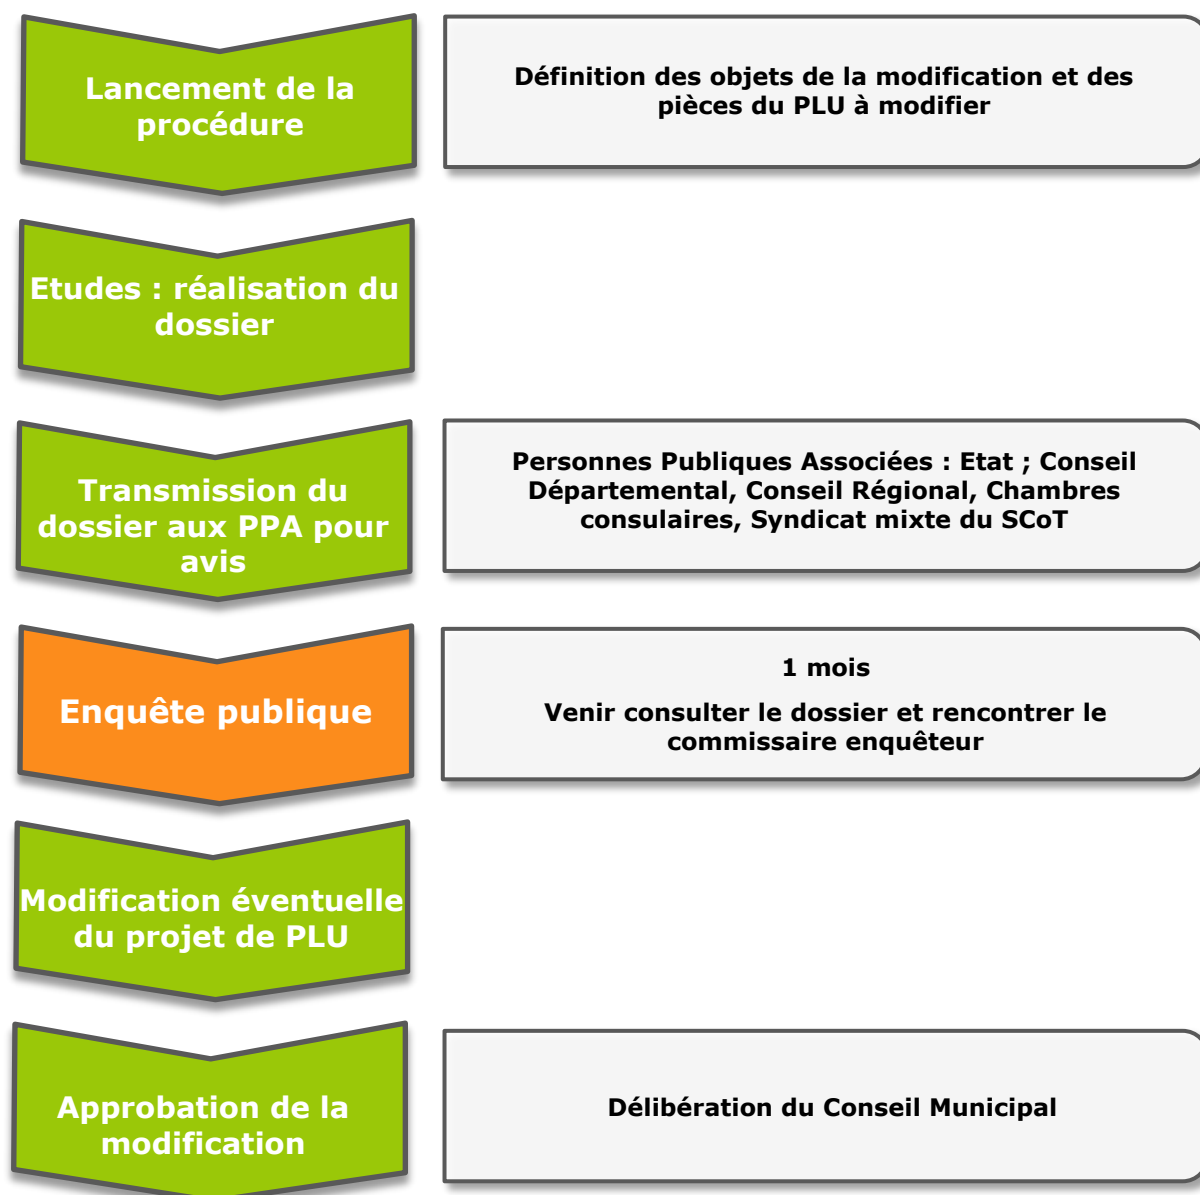 Lancement de la
procédure
Définition des objets de la modification et des
pièces du PLU à modifier
Etudes : réalisation du
dossier
Transmission du
dossier aux PPA pour
avis
Personnes Publiques Associées : Etat ; Conseil
Départemental, Conseil Régional, Chambres
consulaires, Syndicat mixte du SCoT
Enquête publique
1 mois
Venir consulter le dossier et rencontrer le
commissaire enquêteur
Modification éventuelle
du projet de PLU
Approbation de la
modification
Délibération du Conseil Municipal